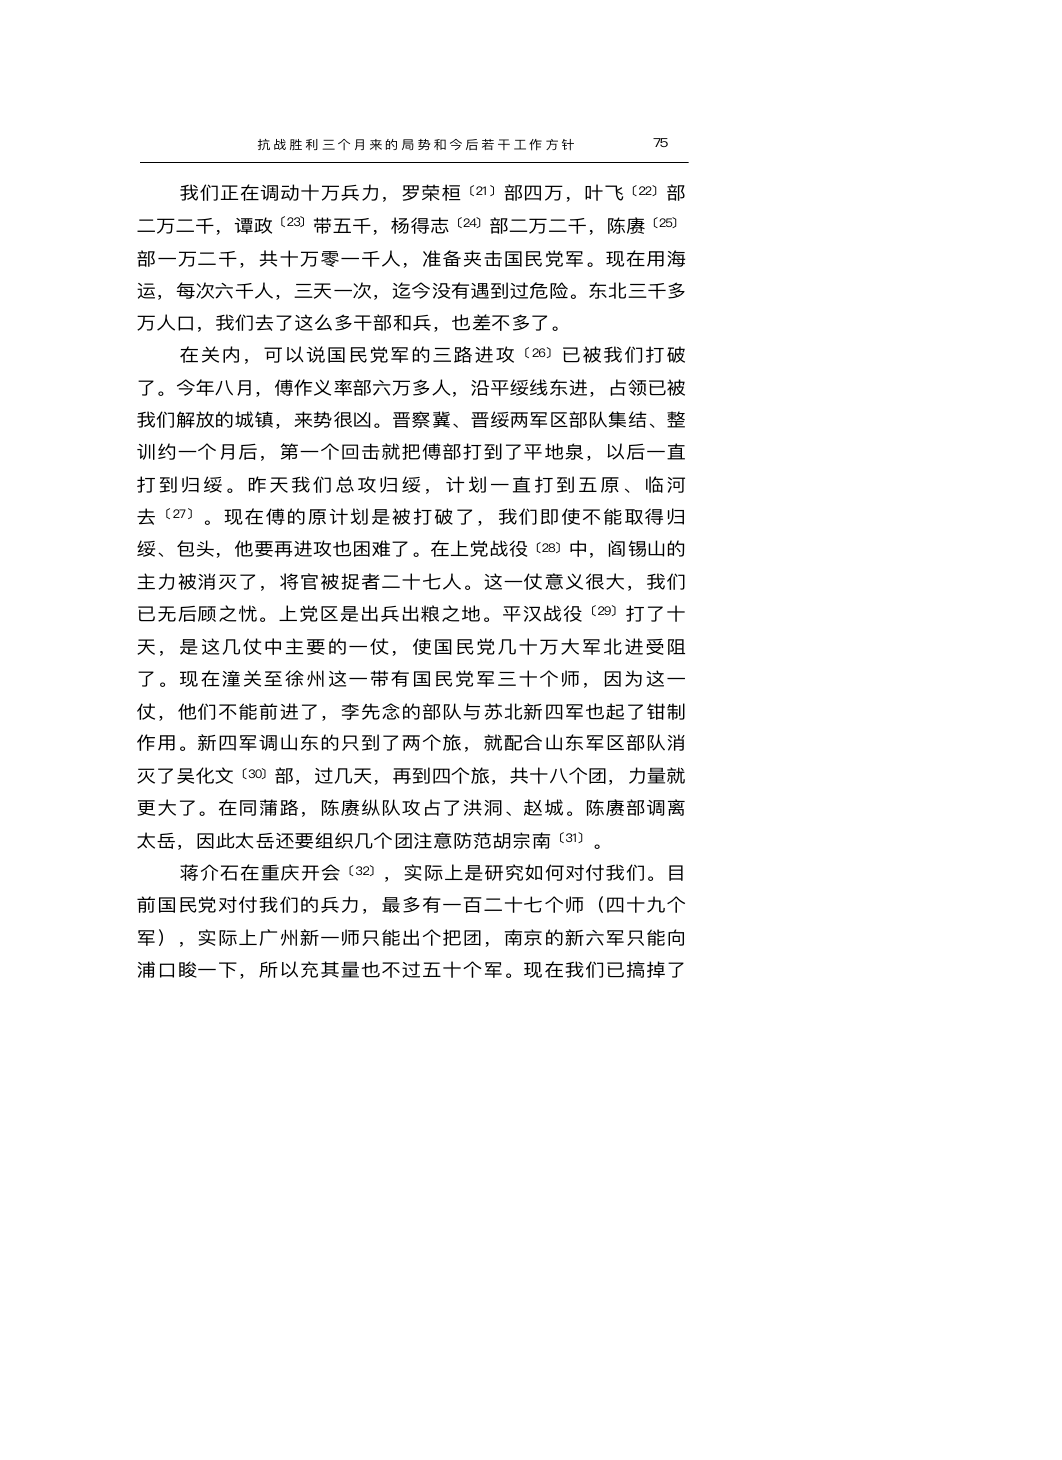 抗战胜利三个月来的局势和今后若干工作方针 75
我们正在调动十万兵力，罗荣桓〔21〕部四万，叶飞〔22〕部
二万二千，谭政〔23〕带五千，杨得志〔24〕部二万二千，陈赓〔25〕
部一万二千，共十万零一千人，准备夹击国民党军。现在用海
运，每次六千人，三天一次，迄今没有遇到过危险。东北三千多
万人口，我们去了这么多干部和兵，也差不多了。
在关内，可以说国民党军的三路进攻〔26〕已被我们打破
了。今年八月，傅作义率部六万多人，沿平绥线东进，占领已被
我们解放的城镇，来势很凶。晋察冀、晋绥两军区部队集结、整
训约一个月后，第一个回击就把傅部打到了平地泉，以后一直
打到归绥。昨天我们总攻归绥，计划一直打到五原、临河
去〔27〕。现在傅的原计划是被打破了，我们即使不能取得归
绥、包头，他要再进攻也困难了。在上党战役〔28〕中，阎锡山的
主力被消灭了，将官被捉者二十七人。这一仗意义很大，我们
已无后顾之忧。上党区是出兵出粮之地。平汉战役〔29〕打了十
天，是这几仗中主要的一仗，使国民党几十万大军北进受阻
了。现在潼关至徐州这一带有国民党军三十个师，因为这一
仗，他们不能前进了，李先念的部队与苏北新四军也起了钳制
作用。新四军调山东的只到了两个旅，就配合山东军区部队消
灭了吴化文〔30〕部，过几天，再到四个旅，共十八个团，力量就
更大了。在同蒲路，陈赓纵队攻占了洪洞、赵城。陈赓部调离
太岳，因此太岳还要组织几个团注意防范胡宗南〔31〕。
蒋介石在重庆开会〔32〕，实际上是研究如何对付我们。目
前国民党对付我们的兵力，最多有一百二十七个师（四十九个
军），实际上广州新一师只能出个把团，南京的新六军只能向
浦口睃一下，所以充其量也不过五十个军。现在我们已搞掉了